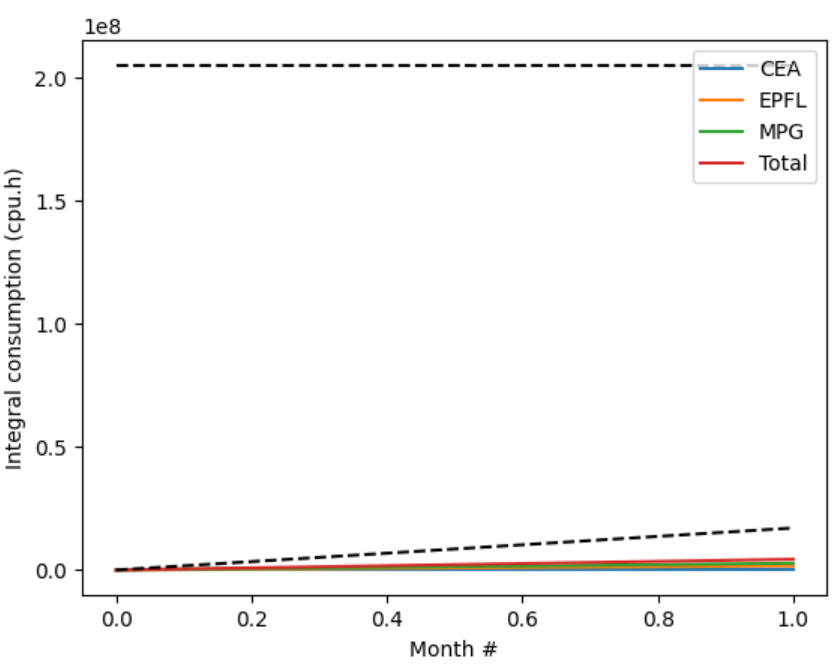 1e8
2.0
1.5
1.0
0.5
0.0
Integral consumption (cpu.h)
CEA
EPFL
MPG
Total
0.0 0.2 0.4 0.6 0.8 1.0
Month #